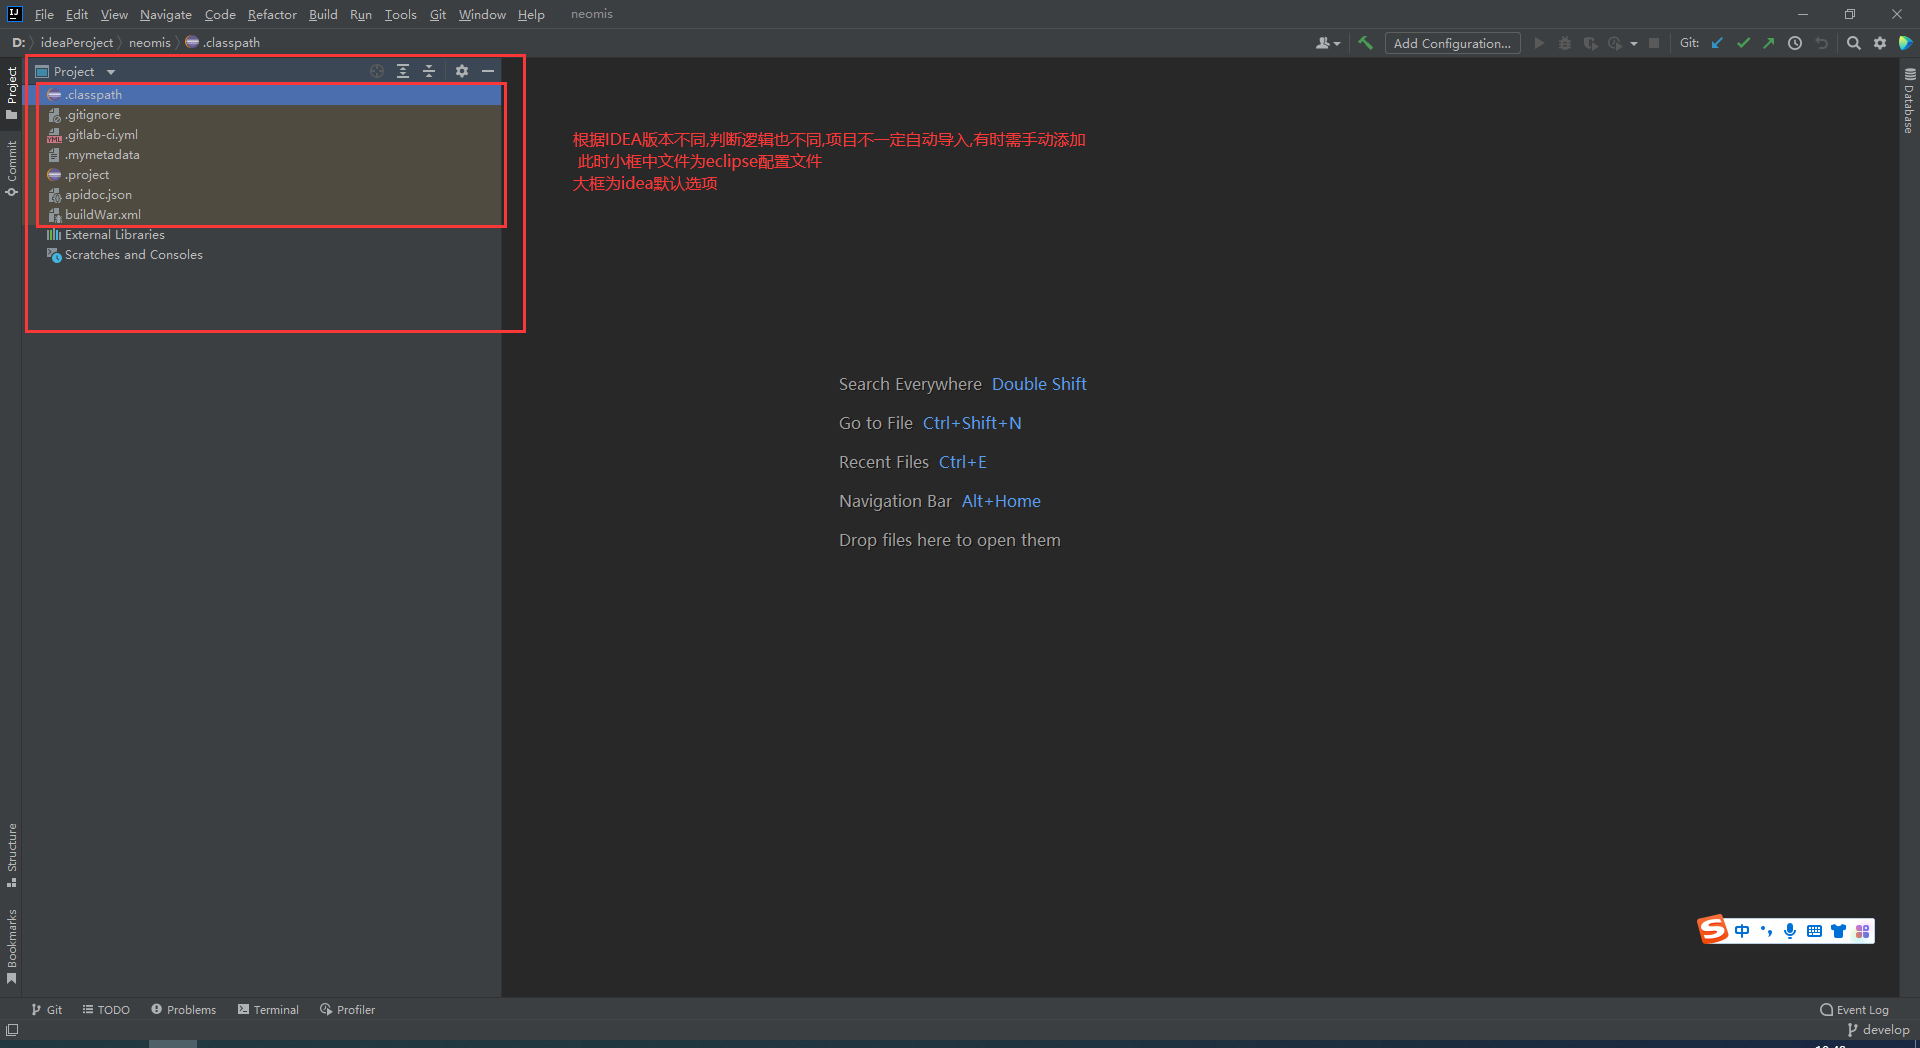 File Edit View Navigate Code Refactor Build Run Tools Git Window Help neomis
D: ideaPeroject neomis .classpath
Add Configuration...
Git:
Project
Project
.classpath
.gitignore
.gitlab-ci.yml
.mymetadata
.project
apidoc.json
buildWar.xml
External Libraries
Scratches and Consoles
Commit
Structure
Bookmarks
Database
根据IDEA版本不同,判断逻辑也不同,项目不一定自动导入,有时需手动添加
此时小框中文件为eclipse配置文件
大框为idea默认选项
Search Everywhere Double Shift
Go to File Ctrl+Shift+N
Recent Files Ctrl+E
Navigation Bar Alt+Home
Drop files here to open them
中
Git TODO Problems Terminal Profiler Event Log
develop